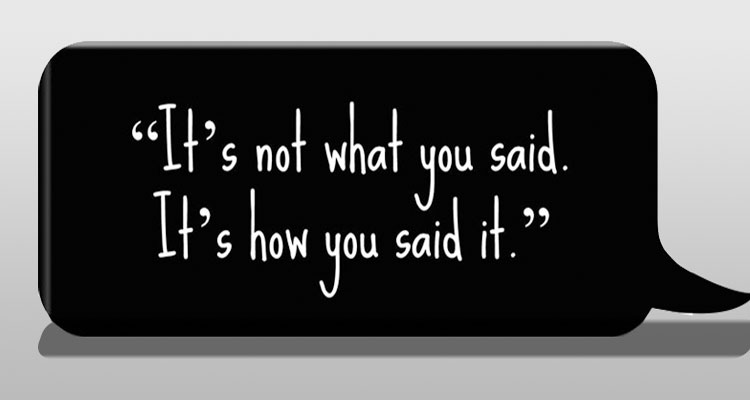 “It’s not what you said.
It’s how you said it.”